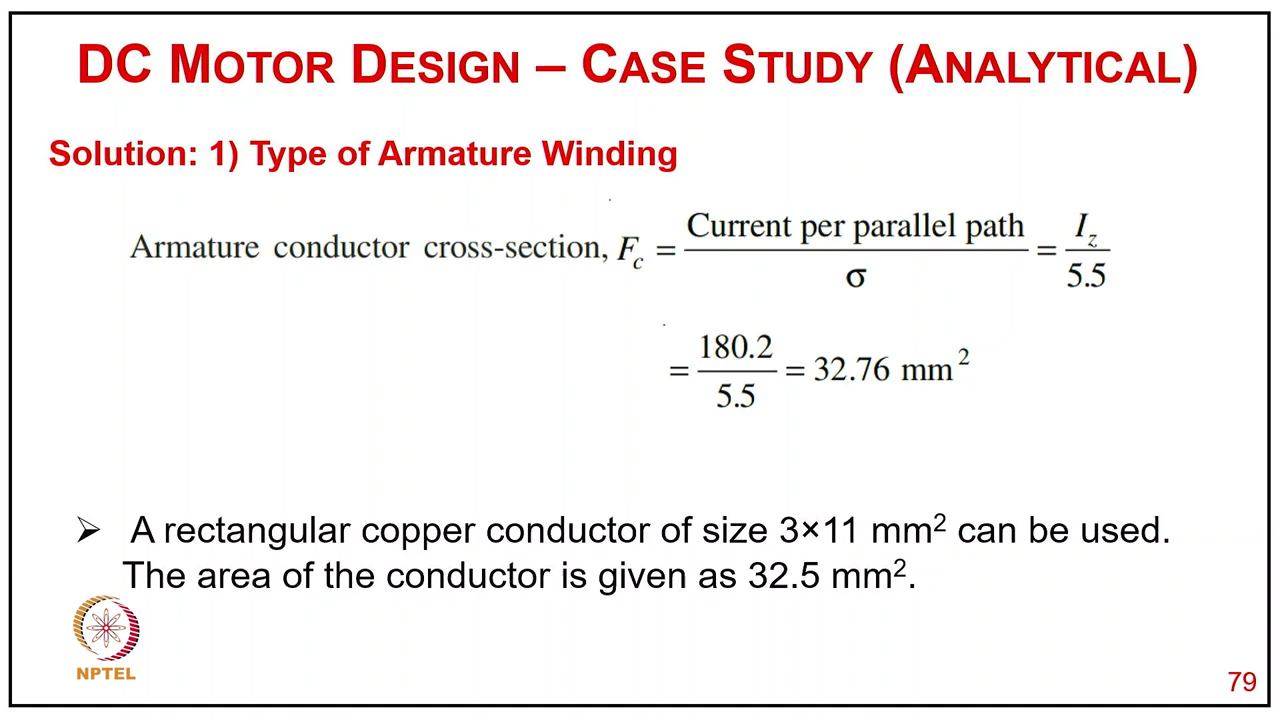 DC MOTOR DESIGN – CASE STUDY (ANALYTICAL)
Solution: 1) Type of Armature Winding
Armature conductor cross-section, F_c = Current per parallel path / σ = I_z / 5.5
= 180.2 / 5.5 = 32.76 mm²
➢ A rectangular copper conductor of size 3×11 mm² can be used.
The area of the conductor is given as 32.5 mm².
NPTEL
79